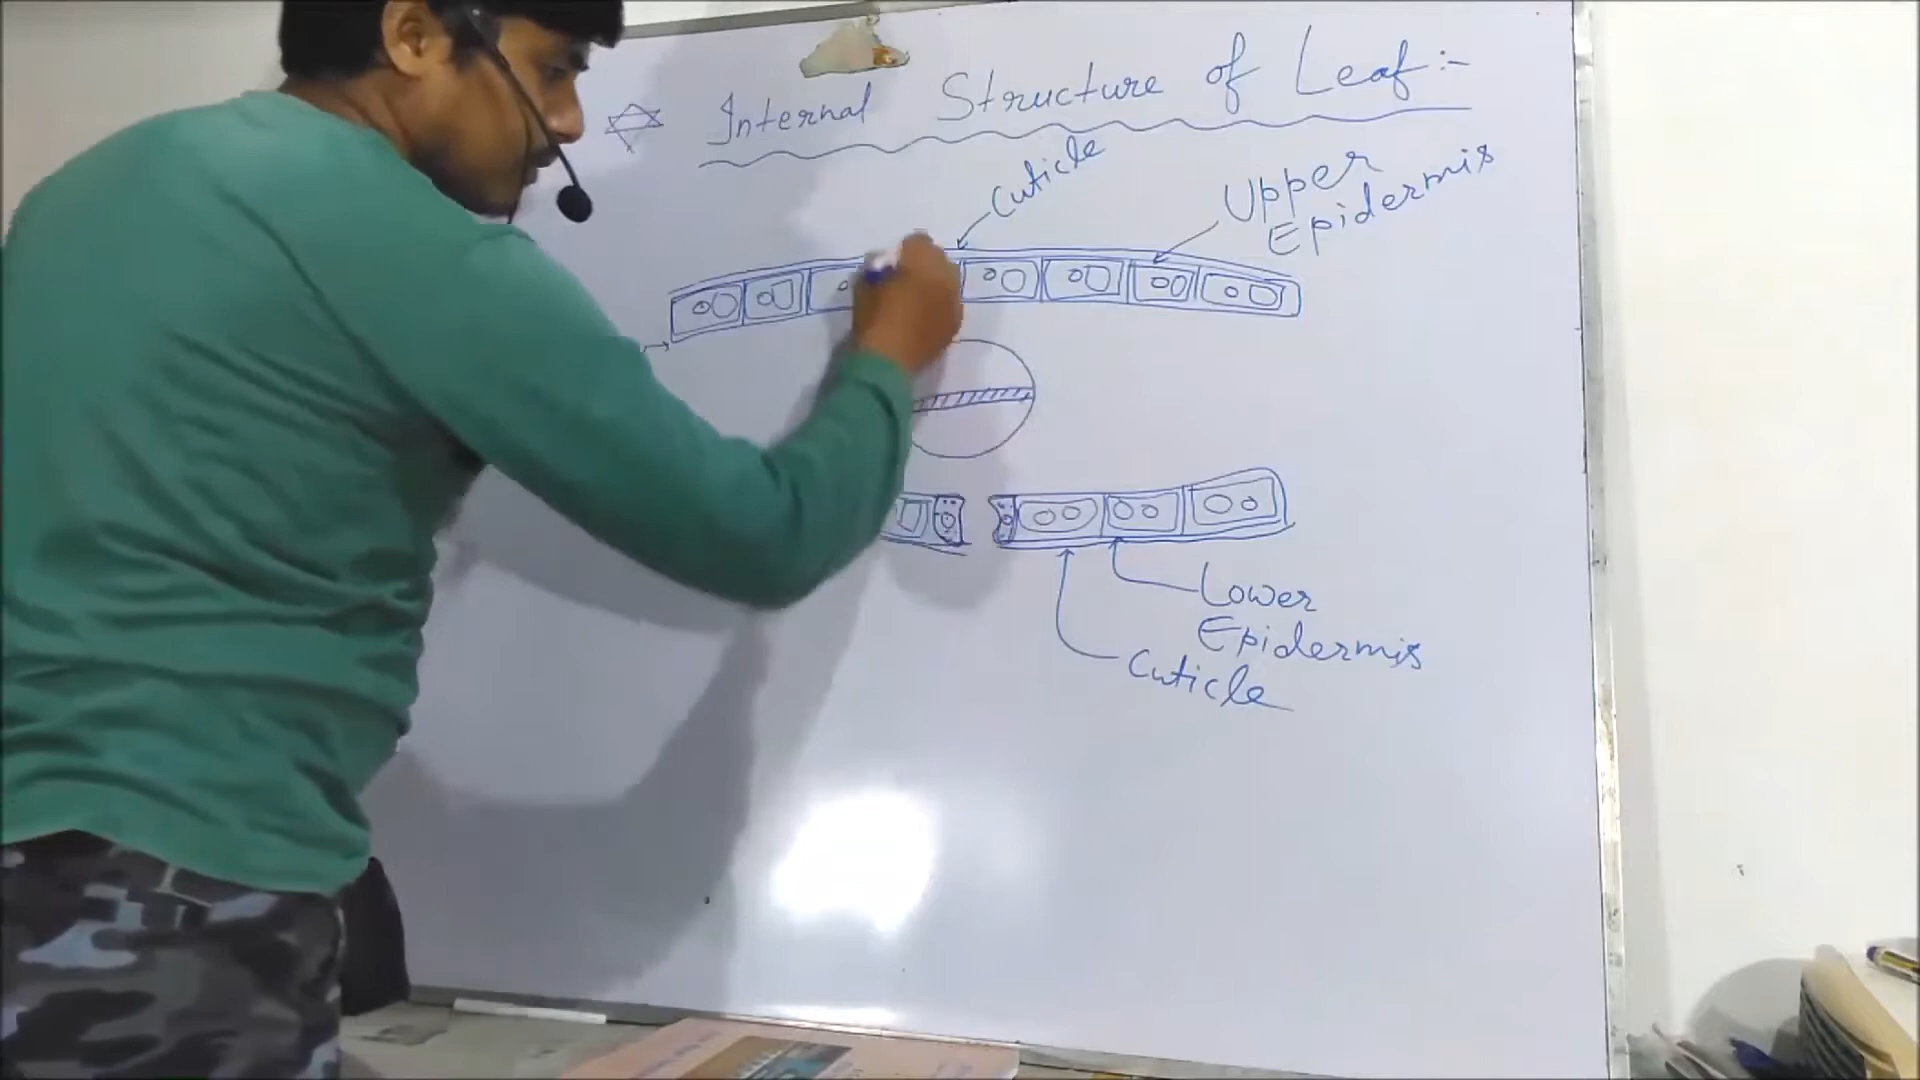 Internal Structure of Leaf :-
Cuticle
Upper
Epidermis
Lower
Epidermis
Cuticle